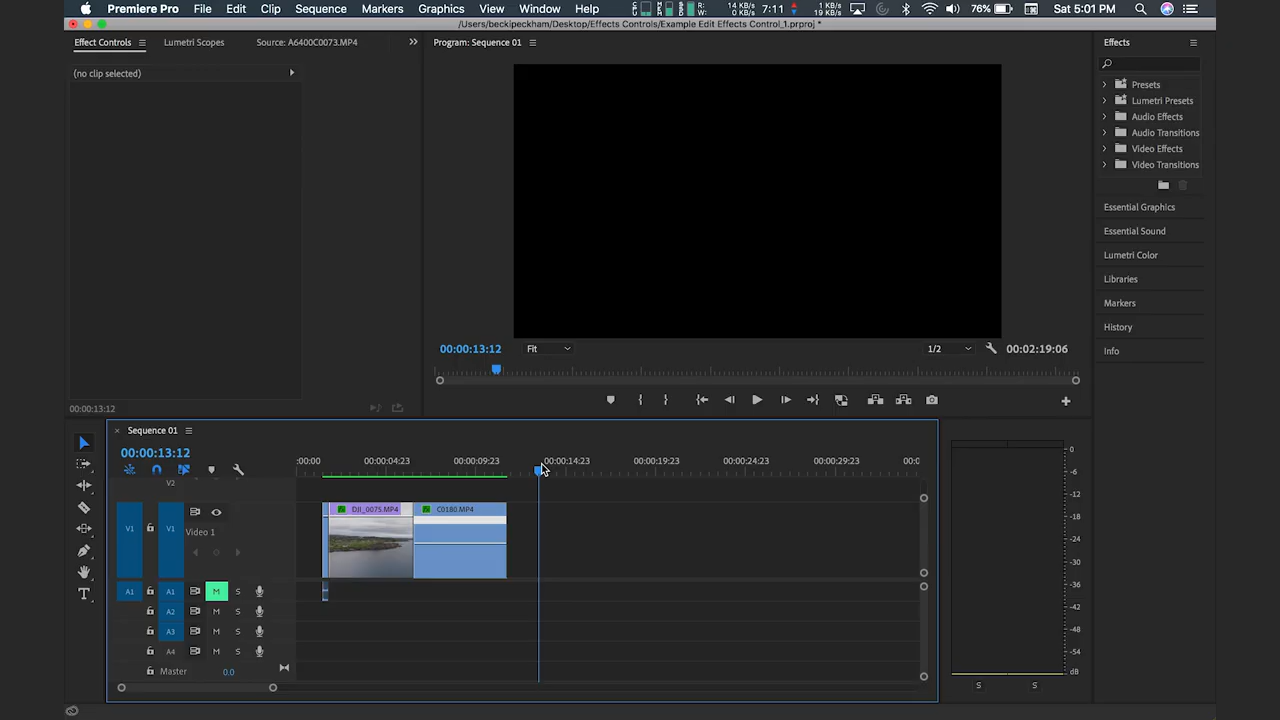 Premiere Pro File Edit Clip Sequence Markers Graphics View Window Help 14 KB/s 4 KB/s 7:11 R: W: 1 KB/s 19 KB/s 76% Sat 5:01 PM
/Users/beckipeckham/Desktop/Effects Controls/Example Edit Effects Control_1.prproj *
Effect Controls Lumetri Scopes Source: A6400C0073.MP4
(no clip selected)
00:00:13:12
Program: Sequence 01
00:00:13:12 Fit 1/2 00:02:19:06
Effects
Presets
Lumetri Presets
Audio Effects
Audio Transitions
Video Effects
Video Transitions
Essential Graphics
Essential Sound
Lumetri Color
Libraries
Markers
History
Info
× Sequence 01
00:00:13:12
:00:00 00:00:04:23 00:00:09:23 00:00:14:23 00:00:19:23 00:00:24:23 00:00:29:23 00:0
V2
V1 V1 Video 1
DJI_0075.MP4 C0180.MP4
A1 A1 M S
A2 M S
A3 M S
A4 M S
Master 0.0
T
0
-6
-12
-18
-24
-30
-36
-42
-48
-54
dB
S S